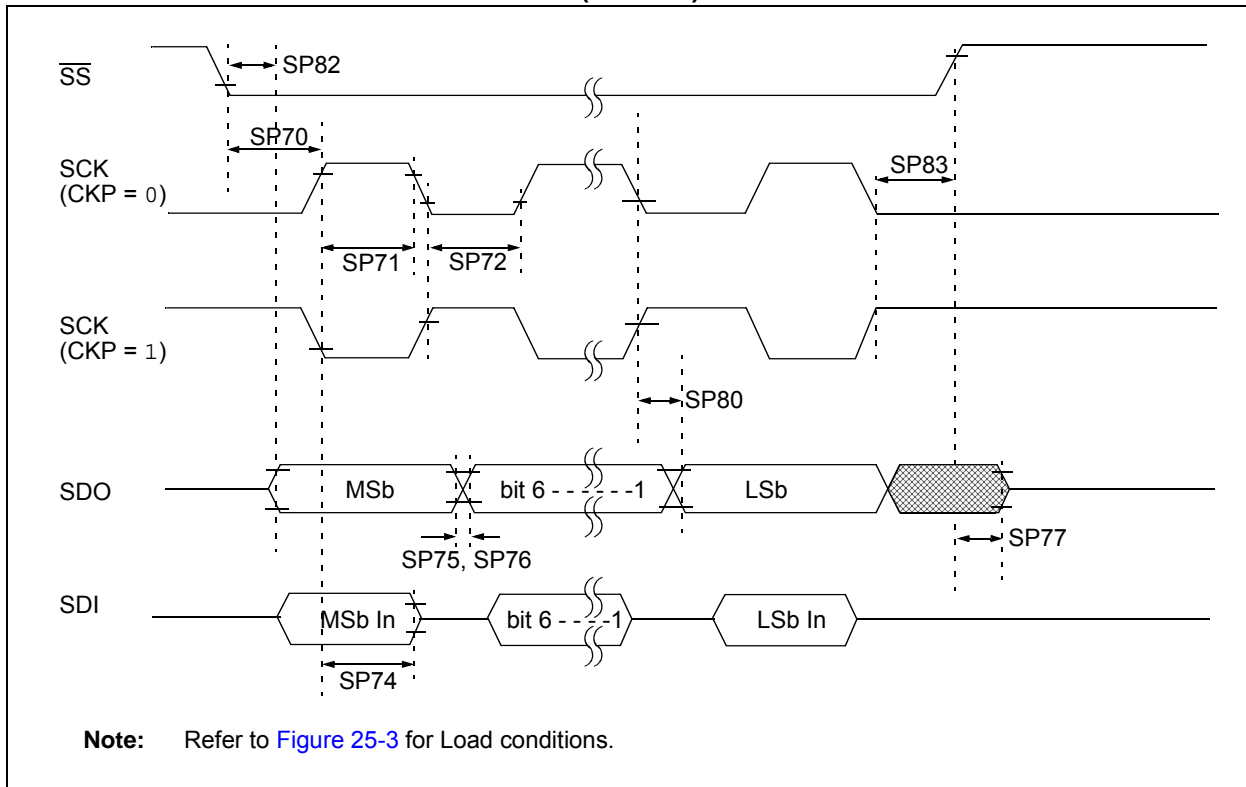 SS
SP82
SP70
SCK
(CKP = 0)
SP83
SP71
SP72
SCK
(CKP = 1)
SP80
SDO
MSb
bit 6 - - - - - -1
LSb
SP75, SP76
SP77
SDI
MSb In
bit 6 - - - -1
LSb In
SP74
Note: Refer to Figure 25-3 for Load conditions.